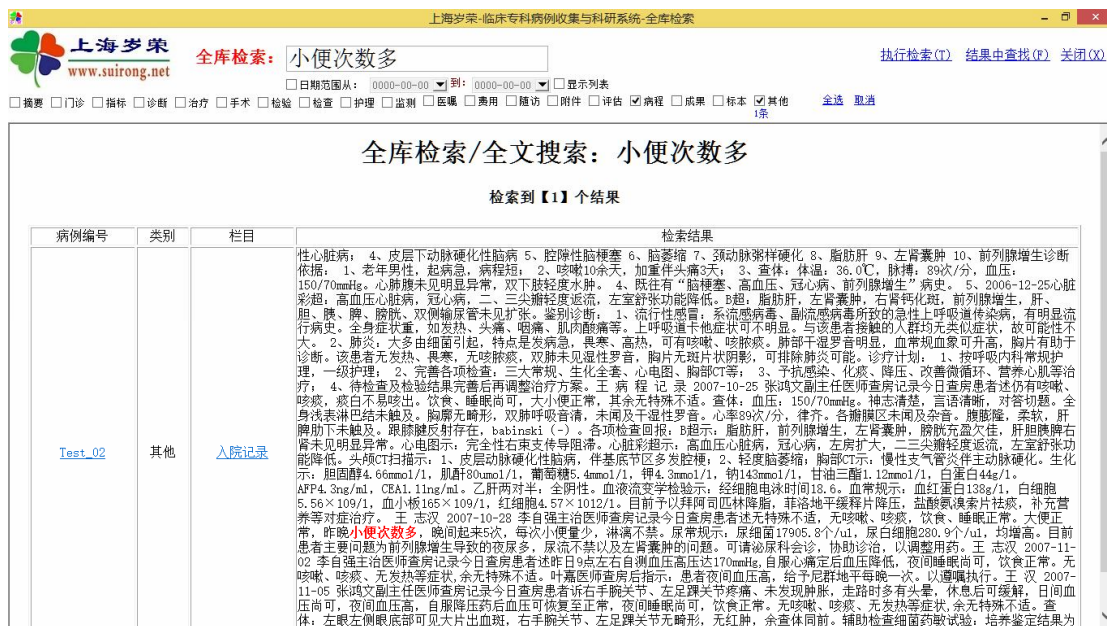 上海岁荣-临床专科病例收集与科研系统-全库检索
上海岁荣
www.suirong.net
全库检索： 小便次数多
执行检索(T) 结果中查找(F) 关闭(X)
日期范围从： 0000-00-00 到： 0000-00-00 显示列表
摘要 门诊 指标 诊断 治疗 手术 检验 检查 护理 监测 医嘱 费用 随访 附件 评估 病程 成果 标本 其他 全选 取消
1条
全库检索/全文搜索：小便次数多
检索到【1】个结果
病例编号 类别 栏目 检索结果
Test_02 其他 入院记录
性心脏病； 4、皮层下动脉硬化性脑病 5、腔隙性脑梗塞 6、脑萎缩 7、颈动脉粥样硬化 8、脂肪肝 9、左肾囊肿 10、前列腺增生诊断
依据： 1、老年男性，起病急，病程短； 2、咳嗽10余天，加重伴头痛3天； 3、查体：体温：36.0℃，脉搏：89次/分，血压：
150/70mmHg。心肺腹未见明显异常，双下肢轻度水肿。 4、既往有“脑梗塞、高血压、冠心病、前列腺增生”病史。 5、2006-12-25心脏
彩超：高血压心脏病，冠心病，二、三尖瓣轻度返流，左室舒张功能降低。B超：脂肪肝，左肾囊肿，右肾钙化斑，前列腺增生，肝、
胆、胰、脾、膀胱、双侧输尿管未见扩张。鉴别诊断： 1、流行性感冒：系流感病毒、副流感病毒所致的急性上呼吸道传染病，有明显流
行病史。全身症状重，如发热、头痛、咽痛、肌肉酸痛等。上呼吸道卡他症状可不明显。与该患者接触的人群均无类似症状，故可能性不
大。 2、肺炎：大多由细菌引起，特点是发病急，畏寒、高热，可有咳嗽、咳脓痰。肺部干湿罗音明显，血常规血象可升高，胸片有助于
诊断。该患者无发热、畏寒，无咳脓痰，双肺未见湿性罗音，胸片无斑片状阴影，可排除肺炎可能。诊疗计划： 1、按呼吸内科常规护
理，一级护理； 2、完善各项检查：三大常规、生化全套、心电图、胸部CT等； 3、予抗感染、化痰、降压、改善微循环、营养心肌等治
疗； 4、待检查及检验结果完善后再调整治疗方案。王 病 程 记 录 2007-10-25 张鸿文副主任医师查房记录今日查房患者述仍有咳嗽、
咳痰，痰白不易咳出。饮食、睡眠尚可，大小便正常，其余无特殊不适。查体：血压：150/70mmHg。神志清楚，言语清晰，对答切题。全
身浅表淋巴结未触及。胸廓无畸形，双肺呼吸音清，未闻及干湿性罗音。心率89次/分，律齐。各瓣膜区未闻及杂音。腹膨隆，柔软，肝
脾肋下未触及。跟膝腱反射存在，babinski（-）。各项检查回报：B超示：脂肪肝，前列腺增生，左肾囊肿，膀胱充盈欠佳，肝胆胰脾右
肾未见明显异常。心电图示：完全性右束支传导阻滞。心脏彩超示：高血压心脏病，冠心病，左房扩大，二三尖瓣轻度返流，左室舒张功
能降低。头颅CT扫描示：1、皮层动脉硬化性脑病，伴基底节区多发腔梗；2、轻度脑萎缩；胸部CT示：慢性支气管炎伴主动脉硬化。生化
示：胆固醇4.66mmol/l，肌酐80umol/l，葡萄糖5.4mmol/l，钾4.3mmol/l，钠143mmol/l，甘油三酯1.12mmol/l，白蛋白44g/l。
AFP4.3ng/ml，CEA1.11ng/ml。乙肝两对半：全阴性。血液流变学检验示：经细胞电泳时间18.6。血常规示：血红蛋白138g/l，白细胞
5.56×109/l，血小板165×109/l，红细胞4.57×1012/l。目前予以拜阿司匹林降脂，菲洛地平缓释片降压，盐酸氨溴索片祛痰，补充营
养等对症治疗。 王 志汉 2007-10-28 李自强主治医师查房记录今日查房患者述无特殊不适，无咳嗽、咳痰，饮食、睡眠正常。大便正
常，昨晚小便次数多，晚间起来5次，每次小便量少，淋漓不禁。尿常规示：尿细菌17905.8个/ul，尿白细胞280.9个/ul，均增高。目前
患者主要问题为前列腺增生导致的夜尿多，尿流不禁以及左肾囊肿的问题。可请泌尿科会诊，协助诊治，以调整用药。王 志汉 2007-11-
02 李自强主治医师查房记录今日查房患者述昨日9点左右自测血压高压达170mmHg,自服心痛定后血压降低，夜间睡眠尚可，饮食正常。无
咳嗽、咳痰、无发热等症状,余无特殊不适。叶嘉医师查房后指示：患者夜间血压高，给予尼群地平每晚一次。以遵嘱执行。王 汉 2007-
11-05 张鸿文副主任医师查房记录今日查房患者诉右手腕关节、左足踝关节疼痛、未发现肿胀，走路时多有头晕，休息后可缓解，日间血
压尚可，夜间血压高，自服降压药后血压可恢复至正常，夜间睡眠尚可，饮食正常。无咳嗽、咳痰、无发热等症状,余无特殊不适。查
体：左眼左侧眼底部可见大片出血斑，右手腕关节、左足踝关节无畸形，无红肿，余查体同前。辅助检查细菌药敏试验：培养鉴定结果为